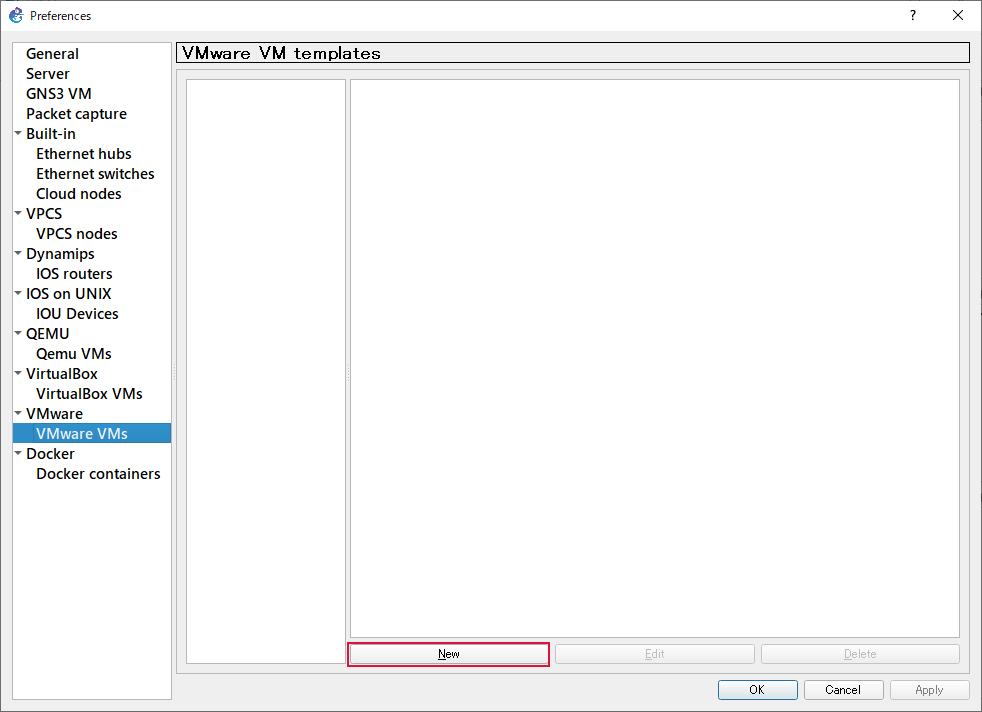 Preferences
?
General
Server
GNS3 VM
Packet capture
Built-in
Ethernet hubs
Ethernet switches
Cloud nodes
VPCS
VPCS nodes
Dynamips
IOS routers
IOS on UNIX
IOU Devices
QEMU
Qemu VMs
VirtualBox
VirtualBox VMs
VMware
VMware VMs
Docker
Docker containers
VMware VM templates
New Edit Delete
OK Cancel Apply